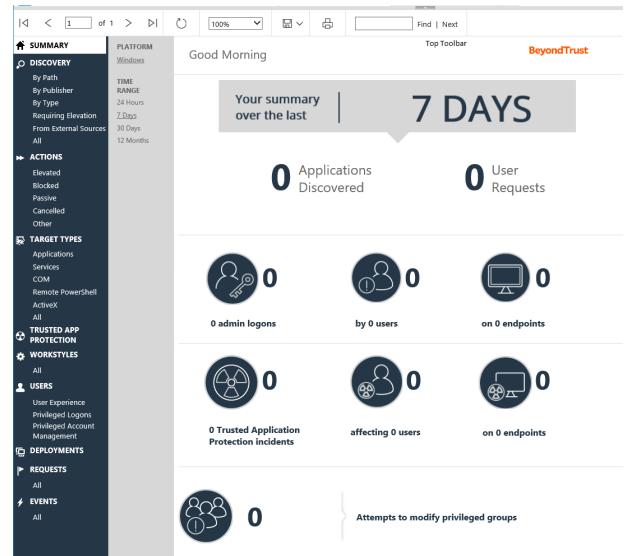 1 of 1 100% Find | Next
SUMMARY
DISCOVERY
By Path
By Publisher
By Type
Requiring Elevation
From External Sources
All
ACTIONS
Elevated
Blocked
Passive
Cancelled
Other
TARGET TYPES
Applications
Services
COM
Remote PowerShell
ActiveX
All
TRUSTED APP
PROTECTION
WORKSTYLES
All
USERS
User Experience
Privileged Logons
Privileged Account
Management
DEPLOYMENTS
REQUESTS
All
EVENTS
All
PLATFORM
Windows
TIME
RANGE
24 Hours
7 Days
30 Days
12 Months
Top Toolbar
Good Morning
BeyondTrust
Your summary
over the last
7 DAYS
0 Applications
Discovered
0 User
Requests
0
0 admin logons
0
by 0 users
0
on 0 endpoints
0
0 Trusted Application
Protection incidents
0
affecting 0 users
0
on 0 endpoints
0
Attempts to modify privileged groups